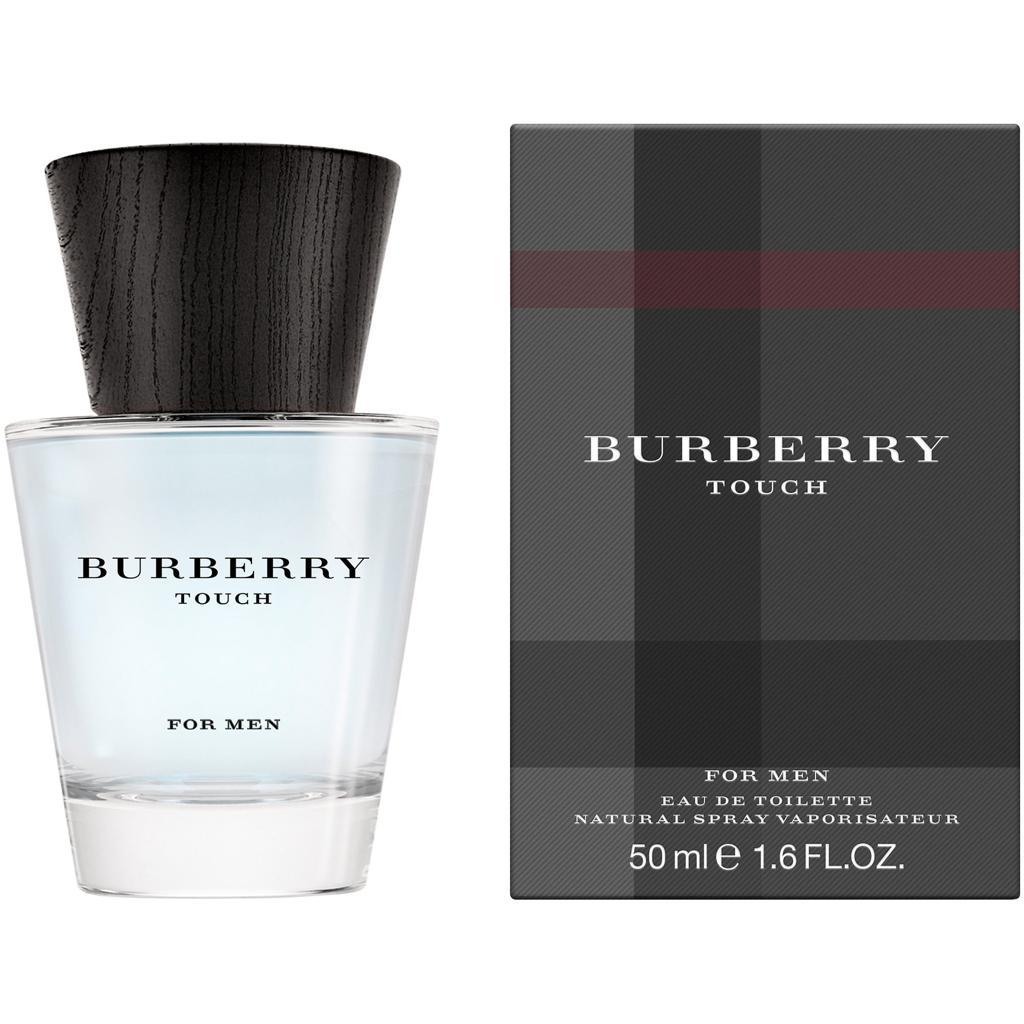 BURBERRY
TOUCH
FOR MEN
BURBERRY
TOUCH
FOR MEN
EAU DE TOILETTE
NATURAL SPRAY VAPORISATEUR
50 ml ℮ 1.6 FL.OZ.